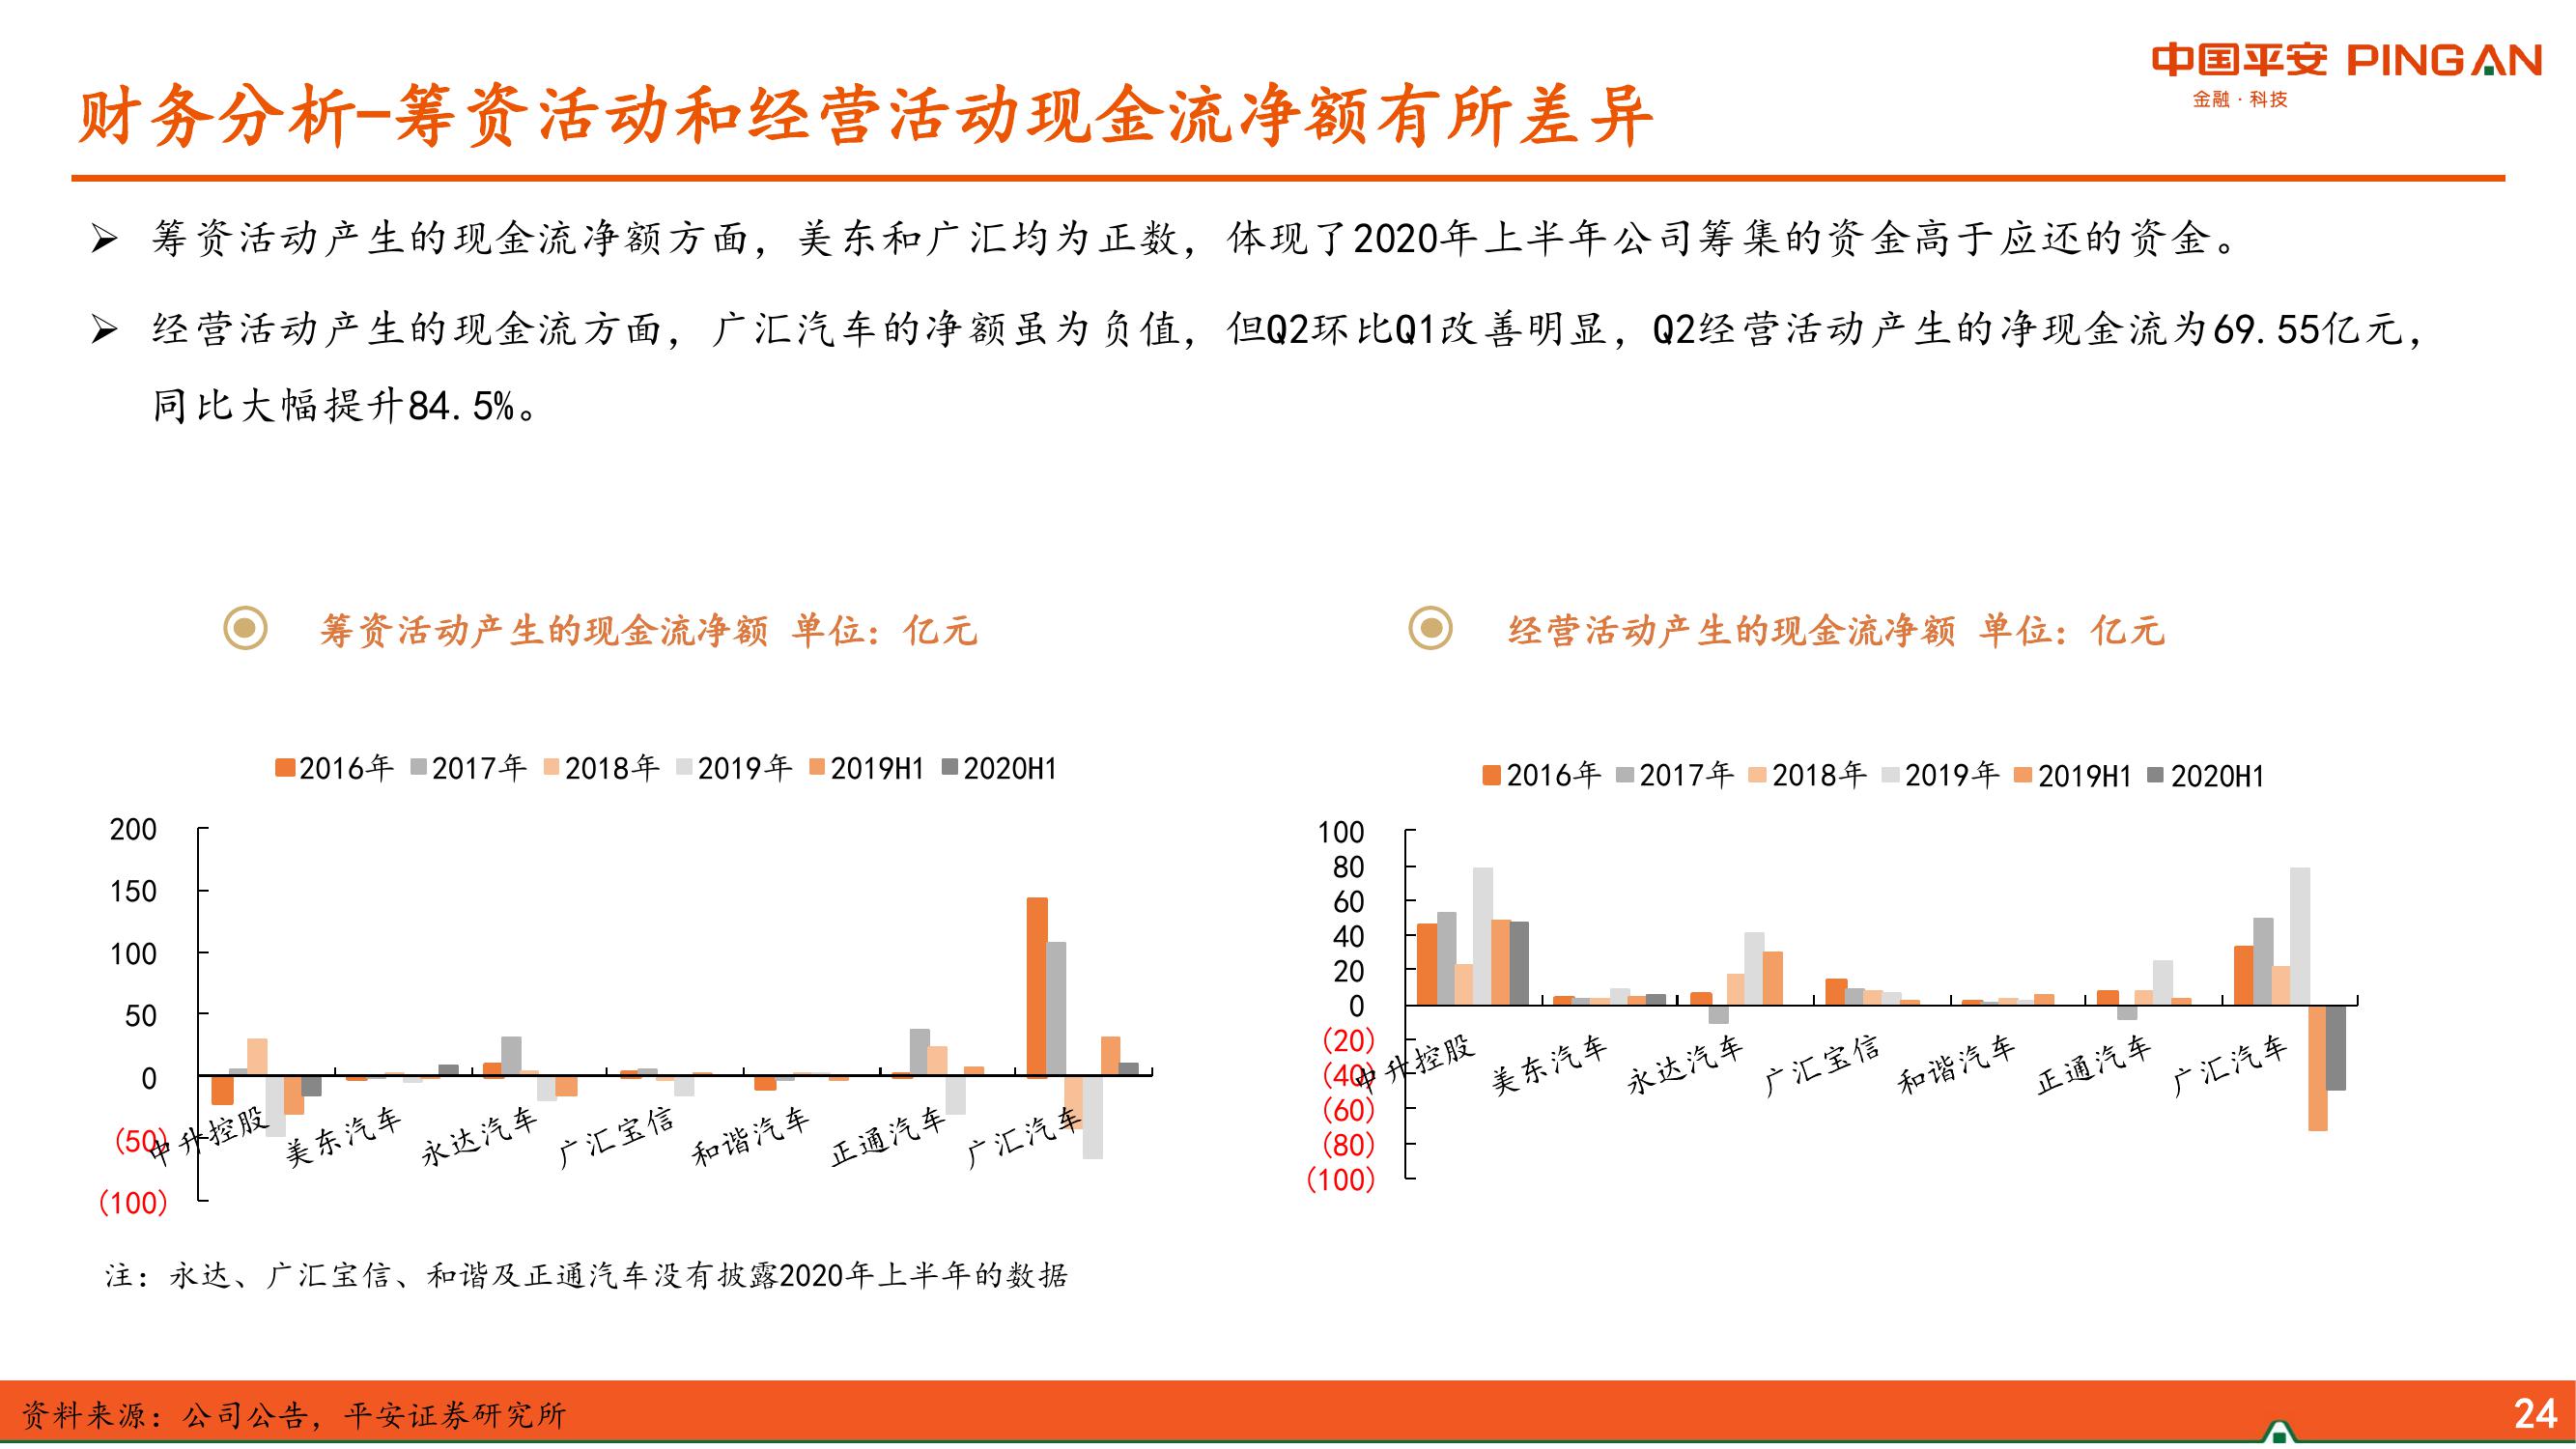 中国平安 PINGAN
金融·科技
财务分析-筹资活动和经营活动现金流净额有所差异
筹资活动产生的现金流净额方面，美东和广汇均为正数，体现了2020年上半年公司筹集的资金高于应还的资金。
经营活动产生的现金流方面，广汇汽车的净额虽为负值，但Q2环比Q1改善明显，Q2经营活动产生的净现金流为69.55亿元，
同比大幅提升84.5%。
筹资活动产生的现金流净额 单位：亿元
2016年 2017年 2018年 2019年 2019H1 2020H1
200
150
100
50
0
(50)
(100)
中升控股 美东汽车 永达汽车 广汇宝信 和谐汽车 正通汽车 广汇汽车
注：永达、广汇宝信、和谐及正通汽车没有披露2020年上半年的数据
经营活动产生的现金流净额 单位：亿元
2016年 2017年 2018年 2019年 2019H1 2020H1
100
80
60
40
20
0
(20)
(40)
(60)
(80)
(100)
中升控股 美东汽车 永达汽车 广汇宝信 和谐汽车 正通汽车 广汇汽车
资料来源：公司公告，平安证券研究所
24